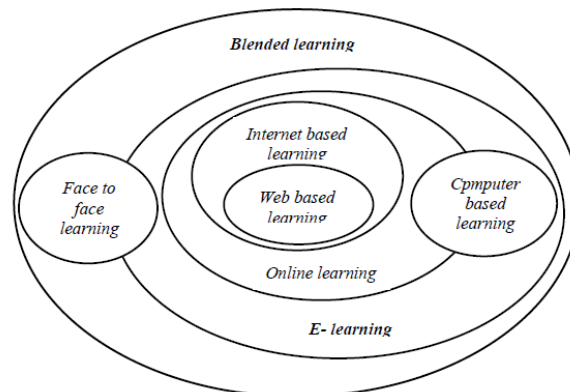 Blended learning
Internet based
learning
Face to
face
learning
Web based
learning
Cpmputer
based
learning
Online learning
E- learning